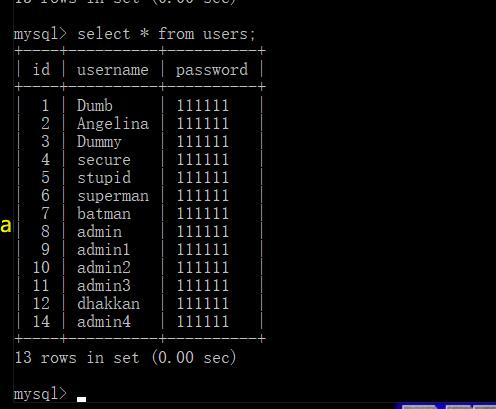 13 rows in set (0.00 sec)
mysql> select * from users;
+----+----------+----------+
| id | username | password |
+----+----------+----------+
| 1 | Dumb | 111111 |
| 2 | Angelina | 111111 |
| 3 | Dummy | 111111 |
| 4 | secure | 111111 |
| 5 | stupid | 111111 |
| 6 | superman | 111111 |
| 7 | batman | 111111 |
a
| 8 | admin | 111111 |
| 9 | admin1 | 111111 |
| 10 | admin2 | 111111 |
| 11 | admin3 | 111111 |
| 12 | dhakkan | 111111 |
| 14 | admin4 | 111111 |
+----+----------+----------+
13 rows in set (0.00 sec)
mysql>